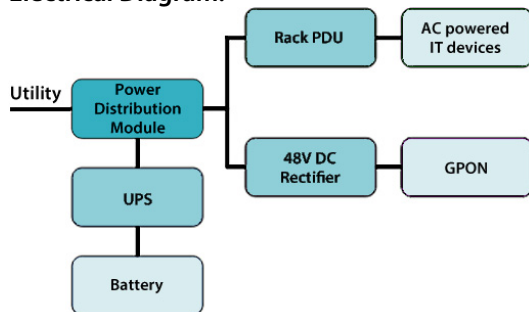 Electrical Diagram:
Utility
Power
Distribution
Module
Rack PDU
AC powered
IT devices
48V DC
Rectifier
GPON
UPS
Battery